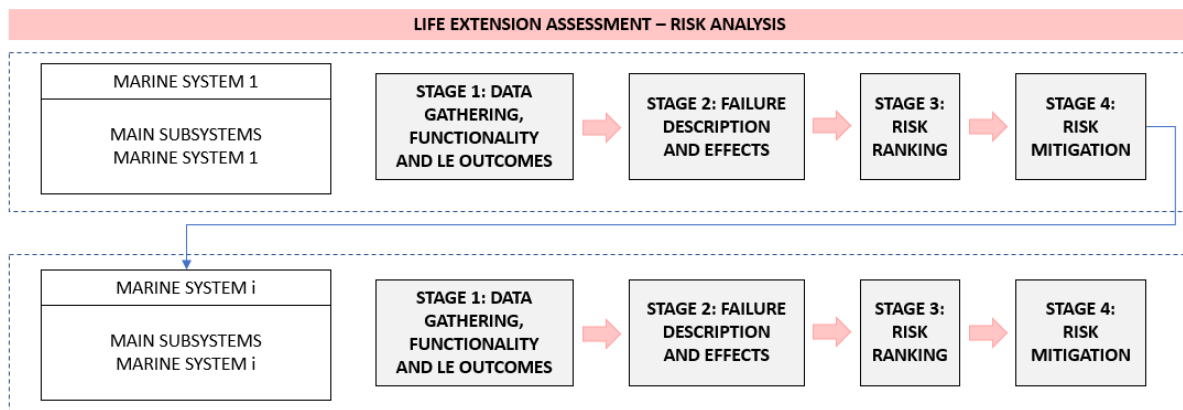 LIFE EXTENSION ASSESSMENT – RISK ANALYSIS
MARINE SYSTEM 1
MAIN SUBSYSTEMS
MARINE SYSTEM 1
STAGE 1: DATA
GATHERING,
FUNCTIONALITY
AND LE OUTCOMES
STAGE 2: FAILURE
DESCRIPTION
AND EFFECTS
STAGE 3:
RISK
RANKING
STAGE 4:
RISK
MITIGATION
MARINE SYSTEM i
MAIN SUBSYSTEMS
MARINE SYSTEM i
STAGE 1: DATA
GATHERING,
FUNCTIONALITY
AND LE OUTCOMES
STAGE 2: FAILURE
DESCRIPTION
AND EFFECTS
STAGE 3:
RISK
RANKING
STAGE 4:
RISK
MITIGATION